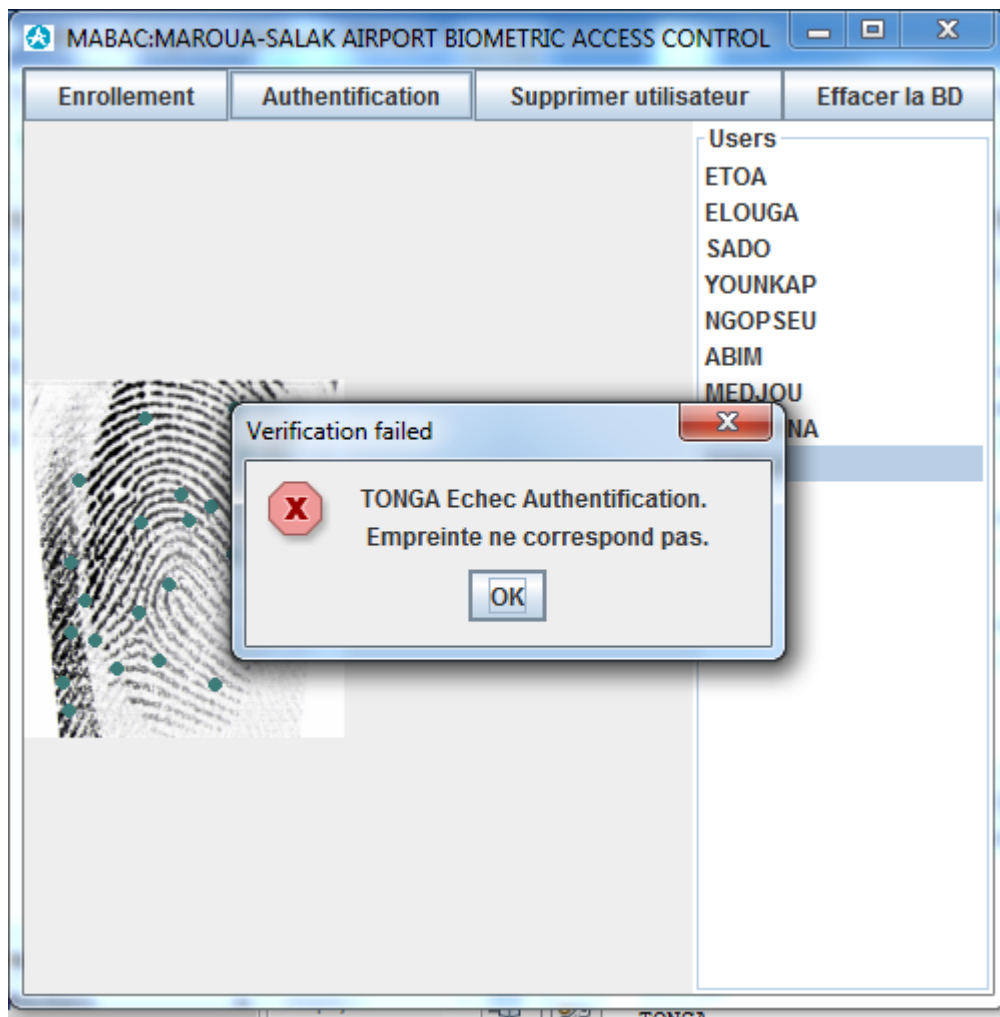 MABAC:MAROUA-SALAK AIRPORT BIOMETRIC ACCESS CONTROL
Enrollement Authentification Supprimer utilisateur Effacer la BD
Users
ETOA
ELOUGA
SADO
YOUNKAP
NGOPSEU
ABIM
MEDJOU
NA
Verification failed
TONGA Echec Authentification.
Empreinte ne correspond pas.
OK
TONGA